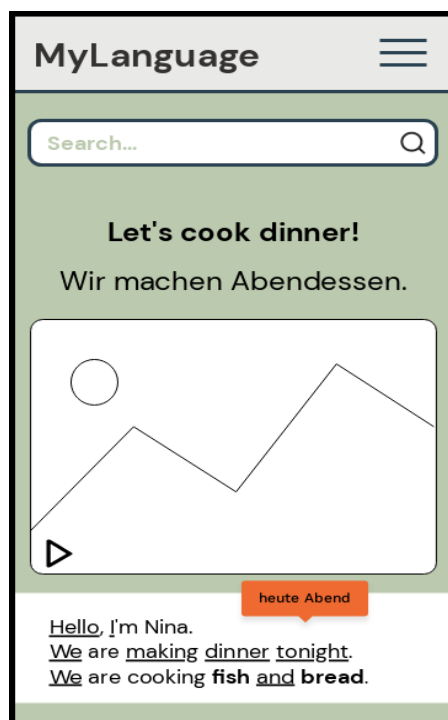 MyLanguage
Search...
Let's cook dinner!
Wir machen Abendessen.
heute Abend
Hello, I'm Nina.
We are making dinner tonight.
We are cooking fish and bread.